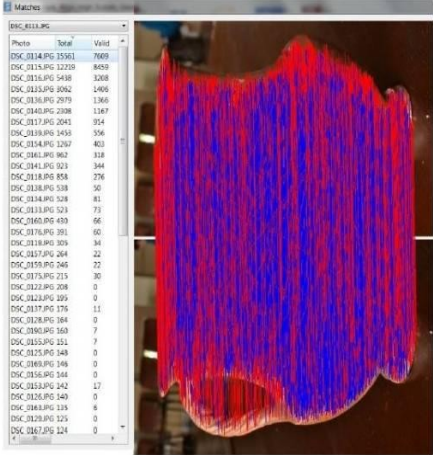 Matches
DSC_0113.JPG
Photo Total Valid
DSC_0114.JPG 15561 7609
DSC_0115.JPG 12219 8459
DSC_0116.JPG 5438 3208
DSC_0135.JPG 3062 1406
DSC_0136.JPG 2979 1366
DSC_0140.JPG 2308 1167
DSC_0117.JPG 2041 914
DSC_0139.JPG 1453 556
DSC_0154.JPG 1267 403
DSC_0161.JPG 962 318
DSC_0141.JPG 923 344
DSC_0118.JPG 858 276
DSC_0138.JPG 538 50
DSC_0134.JPG 528 81
DSC_0133.JPG 523 73
DSC_0160.JPG 430 66
DSC_0176.JPG 391 60
DSC_0119.JPG 305 34
DSC_0157.JPG 264 22
DSC_0159.JPG 246 22
DSC_0175.JPG 215 30
DSC_0122.JPG 208 0
DSC_0123.JPG 195 0
DSC_0137.JPG 176 11
DSC_0128.JPG 164 0
DSC_0190.JPG 160 7
DSC_0155.JPG 151 7
DSC_0125.JPG 148 0
DSC_0169.JPG 146 0
DSC_0156.JPG 144 0
DSC_0153.JPG 142 17
DSC_0126.JPG 140 0
DSC_0163.JPG 135 6
DSC_0129.JPG 125 0
DSC_0167.JPG 124 0